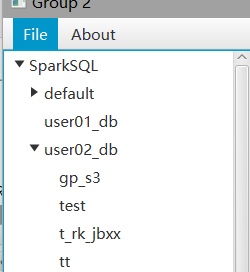 Group 2
File About
SparkSQL
default
user01_db
user02_db
gp_s3
test
t_rk_jbxx
tt